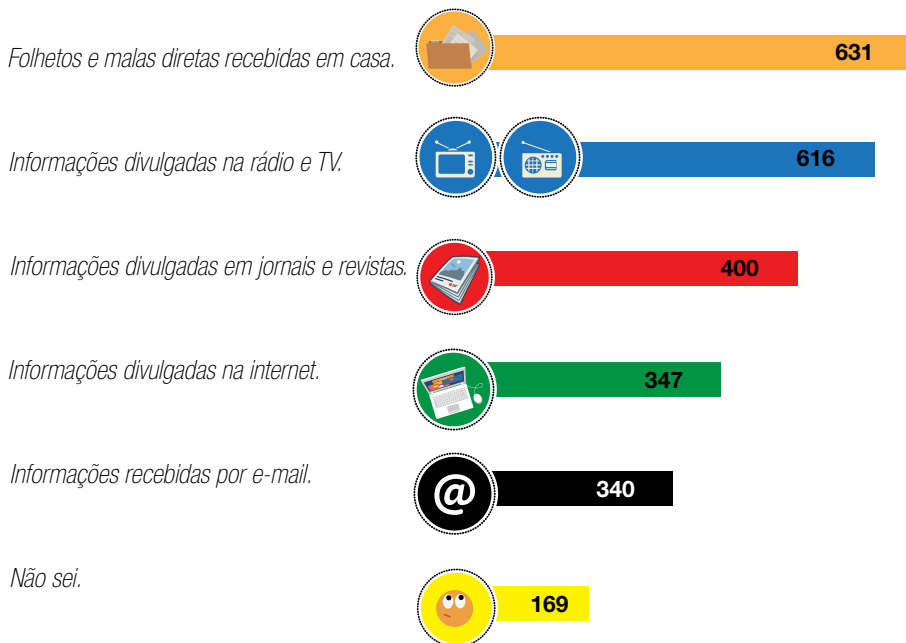 Folhetos e malas diretas recebidas em casa.
631
Informações divulgadas na rádio e TV.
616
Informações divulgadas em jornais e revistas.
400
Informações divulgadas na internet.
347
Informações recebidas por e-mail.
@
340
Não sei.
169